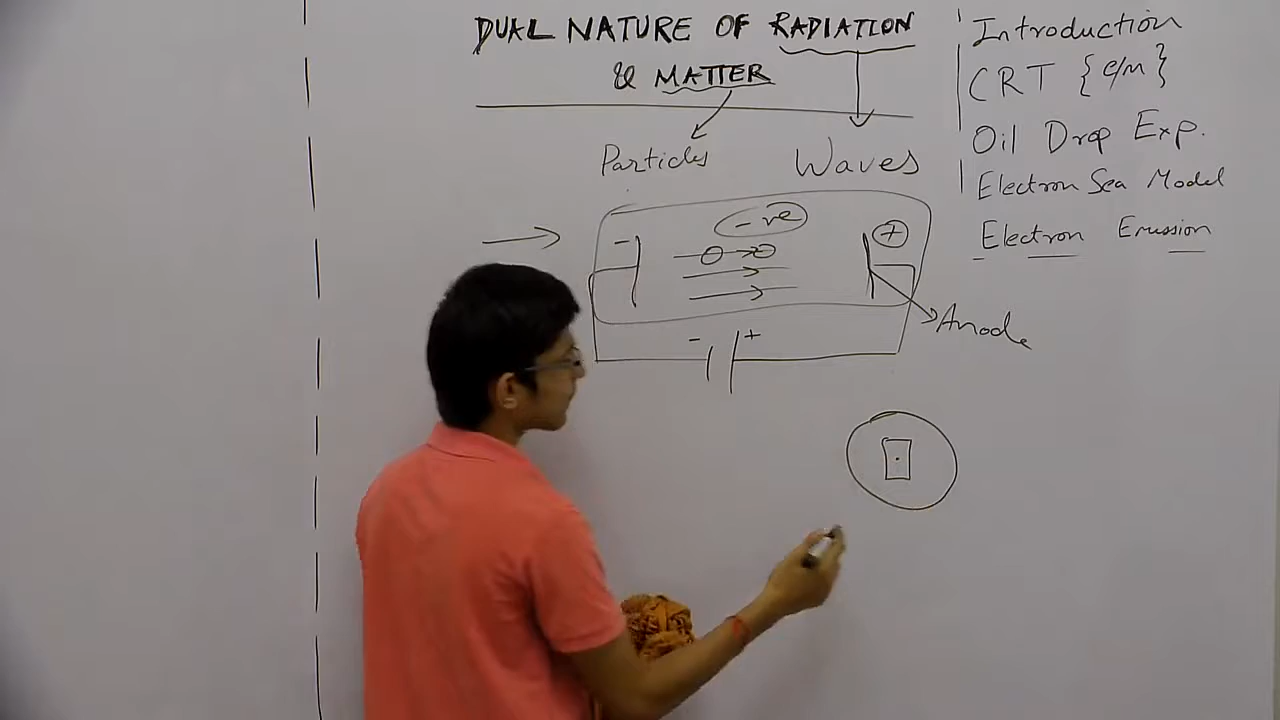 DUAL NATURE OF RADIATION
& MATTER
Particles
Waves
- ve
-
+
Anode
-
+
Introduction
CRT {e/m}
Oil Drop Exp.
Electron Sea Model
Electron Emission